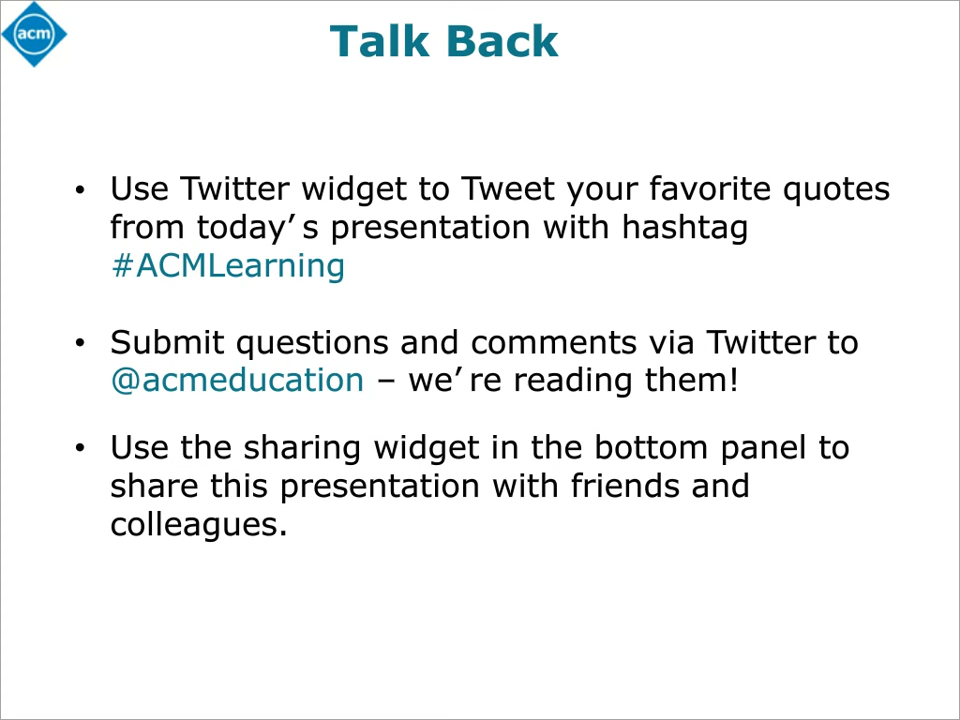 acm
Talk Back
• Use Twitter widget to Tweet your favorite quotes
from today’ s presentation with hashtag
#ACMLearning
• Submit questions and comments via Twitter to
@acmeducation – we’ re reading them!
• Use the sharing widget in the bottom panel to
share this presentation with friends and
colleagues.